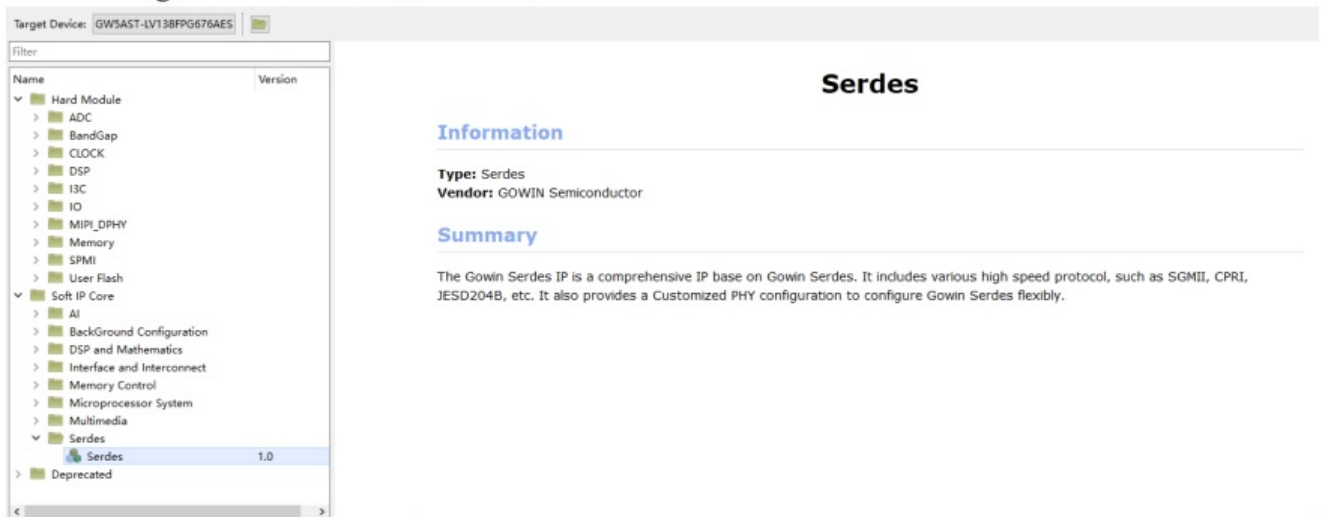 Target Device: GW5AST-LV138FPG676AES
Filter
Name Version
Hard Module
ADC
BandGap
CLOCK
DSP
I3C
IO
MIPI_DPHY
Memory
SPMI
User Flash
Soft IP Core
AI
BackGround Configuration
DSP and Mathematics
Interface and Interconnect
Memory Control
Microprocessor System
Multimedia
Serdes
Serdes 1.0
Deprecated
Serdes
Information
Type: Serdes
Vendor: GOWIN Semiconductor
Summary
The Gowin Serdes IP is a comprehensive IP base on Gowin Serdes. It includes various high speed protocol, such as SGMII, CPRI,
JESD204B, etc. It also provides a Customized PHY configuration to configure Gowin Serdes flexibly.